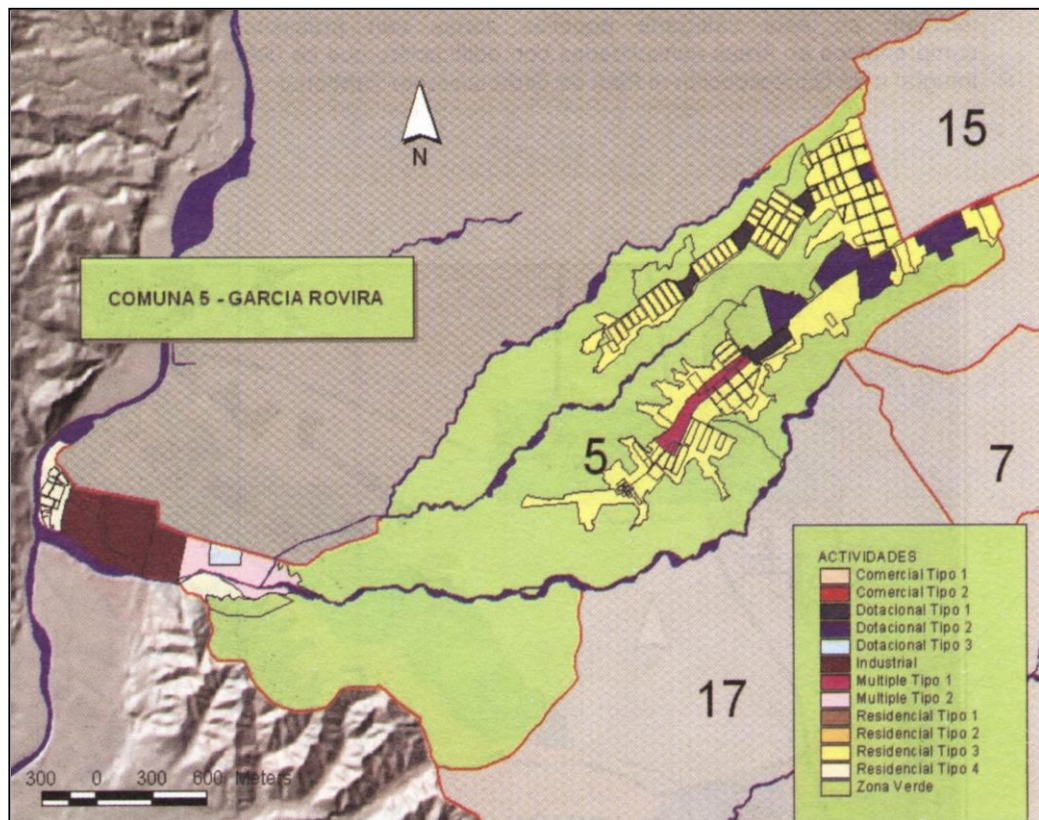 15
N
COMUNA 5 - GARCIA ROVIRA
5
7
17
ACTIVIDADES
Comercial Tipo 1
Comercial Tipo 2
Dotacional Tipo 1
Dotacional Tipo 2
Dotacional Tipo 3
Industrial
Multiple Tipo 1
Multiple Tipo 2
Residencial Tipo 1
Residencial Tipo 2
Residencial Tipo 3
Residencial Tipo 4
Zona Verde
300 0 300 600 Meters